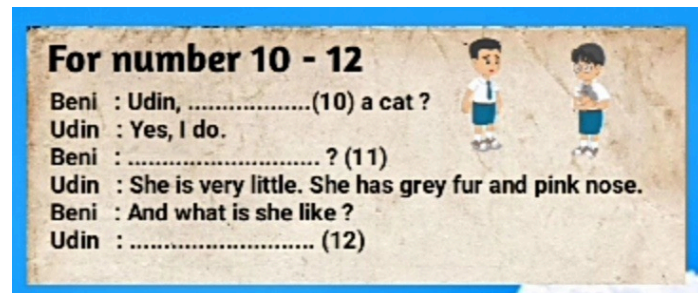 For number 10 - 12
Beni : Udin, ...................(10) a cat ?
Udin : Yes, I do.
Beni : ............................. ? (11)
Udin : She is very little. She has grey fur and pink nose.
Beni : And what is she like ?
Udin : ............................ (12)